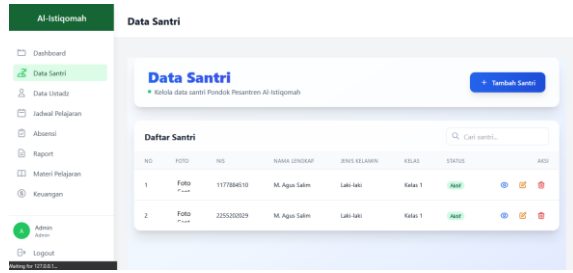 Al-Istiqomah
Data Santri
Dashboard
Data Santri
Data Ustadz
Jadwal Pelajaran
Absensi
Raport
Materi Pelajaran
Keuangan
A
Admin
Admin
Logout
Waiting for 127.0.0.1...
Data Santri
Kelola data santri Pondok Pesantren Al-Istiqomah
+ Tambah Santri
Daftar Santri
Cari santri...
NO FOTO NIS NAMA LENGKAP JENIS KELAMIN KELAS STATUS AKSI
1 Foto 1177884510 M. Agus Salim Laki-laki Kelas 1 Aktif
2 Foto 2255202029 M. Agus Salim Laki-laki Kelas 1 Aktif